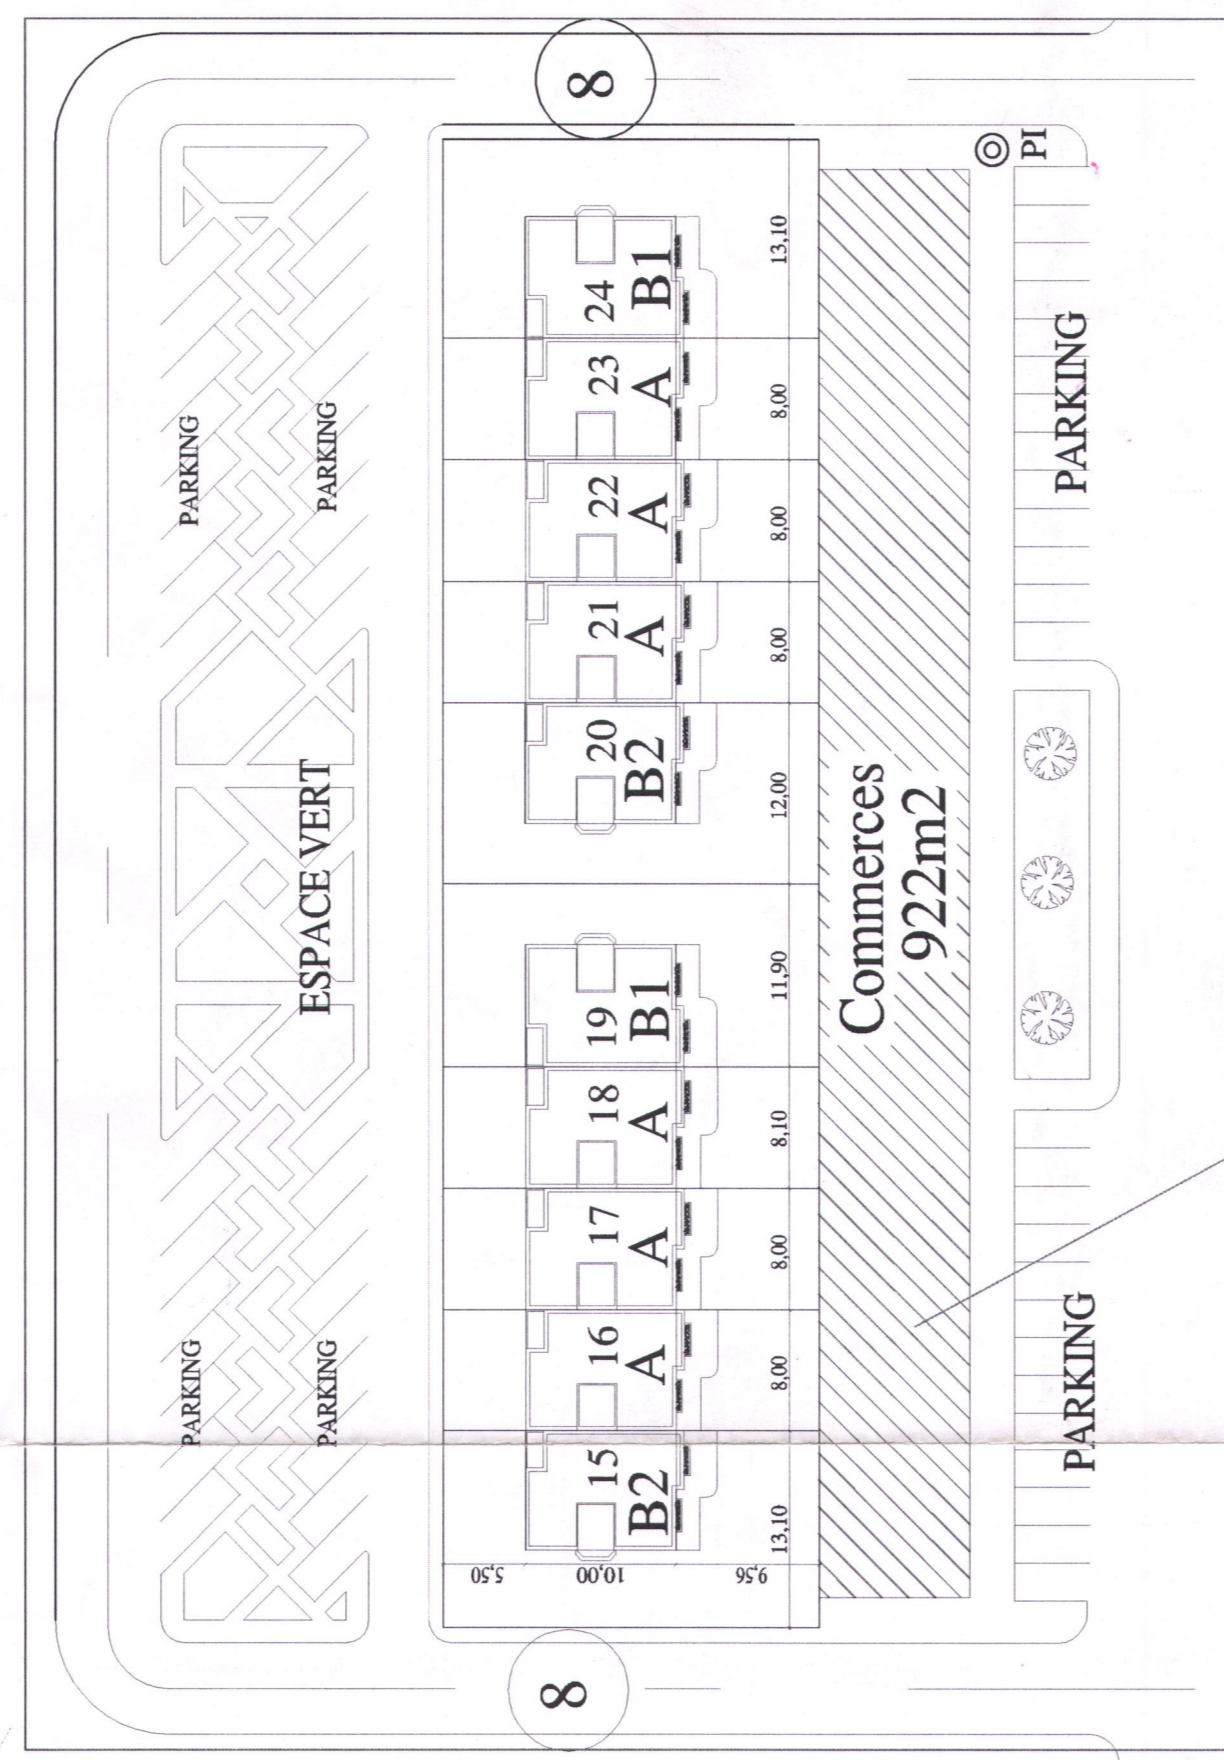 8
PI
PARKING
PARKING
PARKING
PARKING
PARKING
PARKING
ESPACE VERT
24
B1
13,10
23
A
8,00
22
A
8,00
21
A
8,00
20
B2
12,00
19
B1
11,90
18
A
8,10
17
A
8,00
16
A
8,00
15
B2
13,10
5,50
10,00
9,56
Commerces
922m2
8